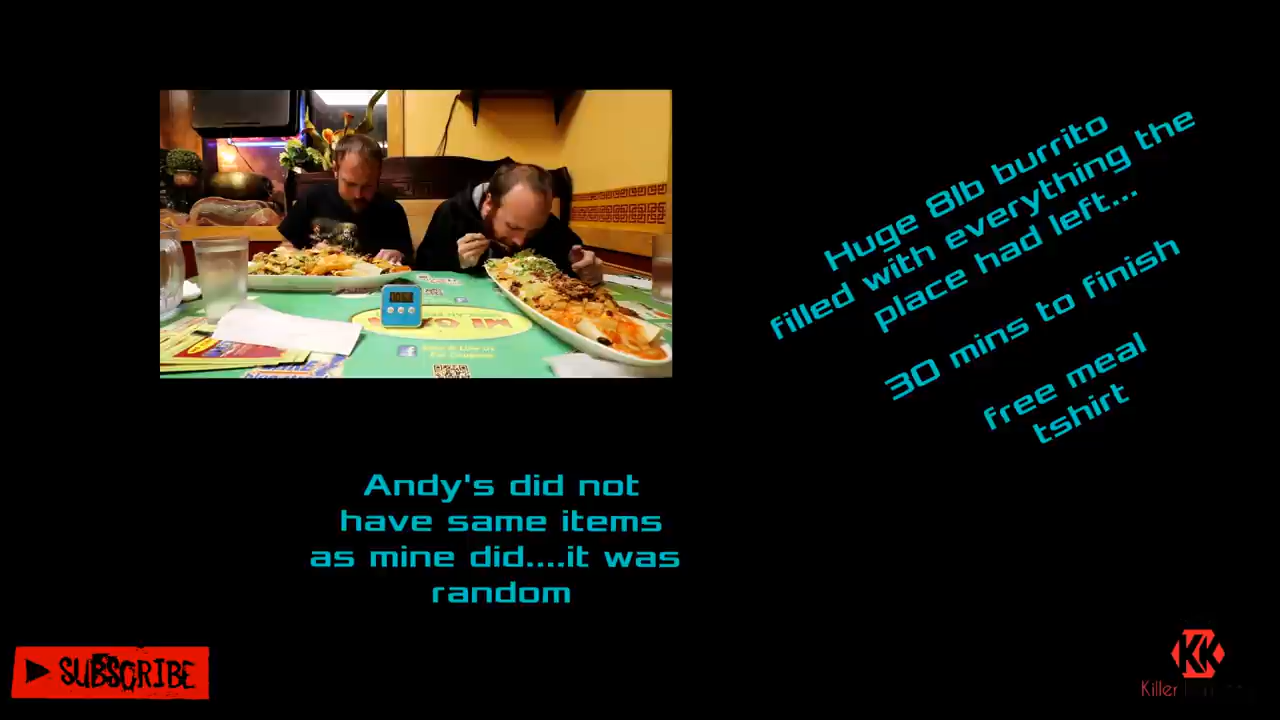 Huge 8lb burrito
filled with everything the
place had left...
30 mins to finish
free meal
tshirt
Andy's did not
have same items
as mine did....it was
random
SUBSCRIBE
KK
Killer